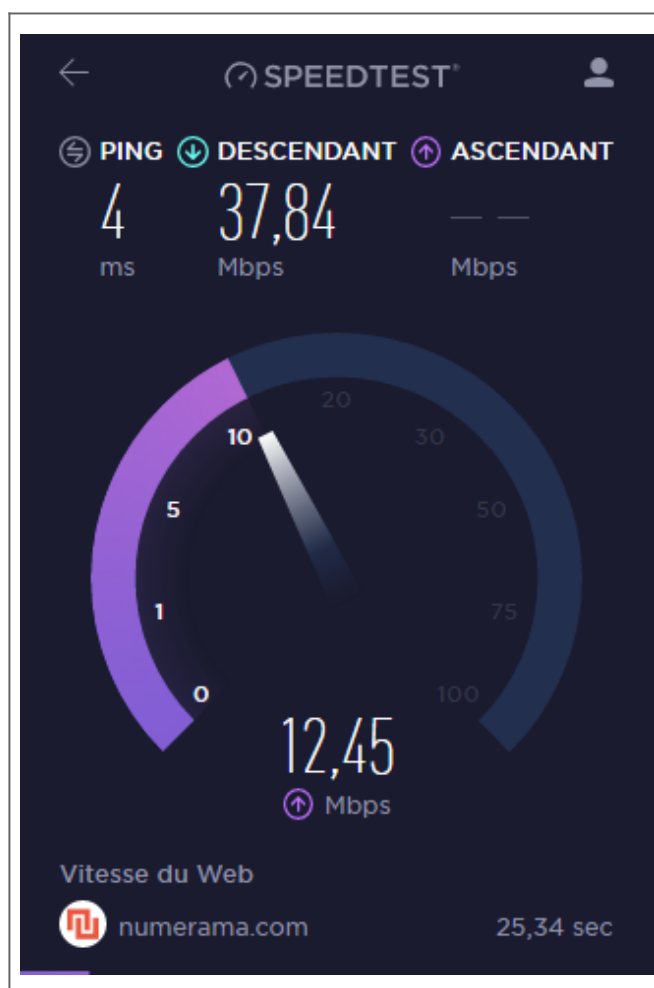 SPEEDTEST®
PING DESCENDANT ASCENDANT
4 37,84 — —
ms Mbps Mbps
20
10 30
5 50
1 75
0 100
12,45
Mbps
Vitesse du Web
numerama.com 25,34 sec